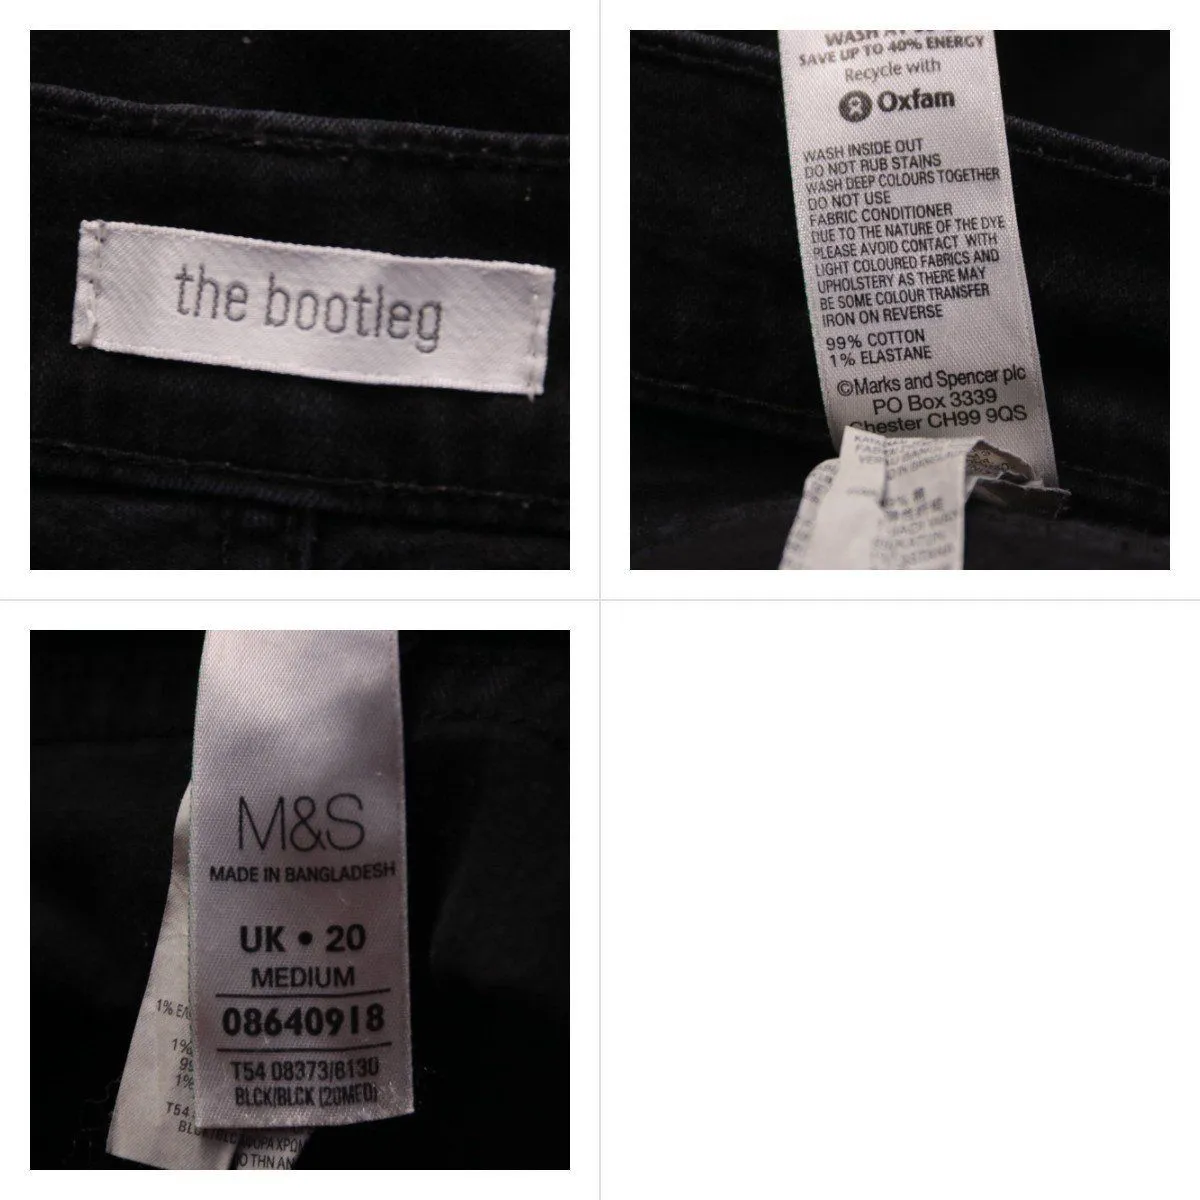 the bootleg
SAVE UP TO 40% ENERGY
Recycle with
Oxfam
WASH INSIDE OUT
DO NOT RUB STAINS
WASH DEEP COLOURS TOGETHER
DO NOT USE
FABRIC CONDITIONER
DUE TO THE NATURE OF THE DYE
PLEASE AVOID CONTACT WITH
LIGHT COLOURED FABRICS AND
UPHOLSTERY AS THERE MAY
BE SOME COLOUR TRANSFER
IRON ON REVERSE
99% COTTON
1% ELASTANE
©Marks and Spencer plc
PO Box 3339
Chester CH99 9QS
M&S
MADE IN BANGLADESH
UK • 20
MEDIUM
08640918
T54 08373/8130
BLCK/BLCK (20MED)
1%
1%
T54